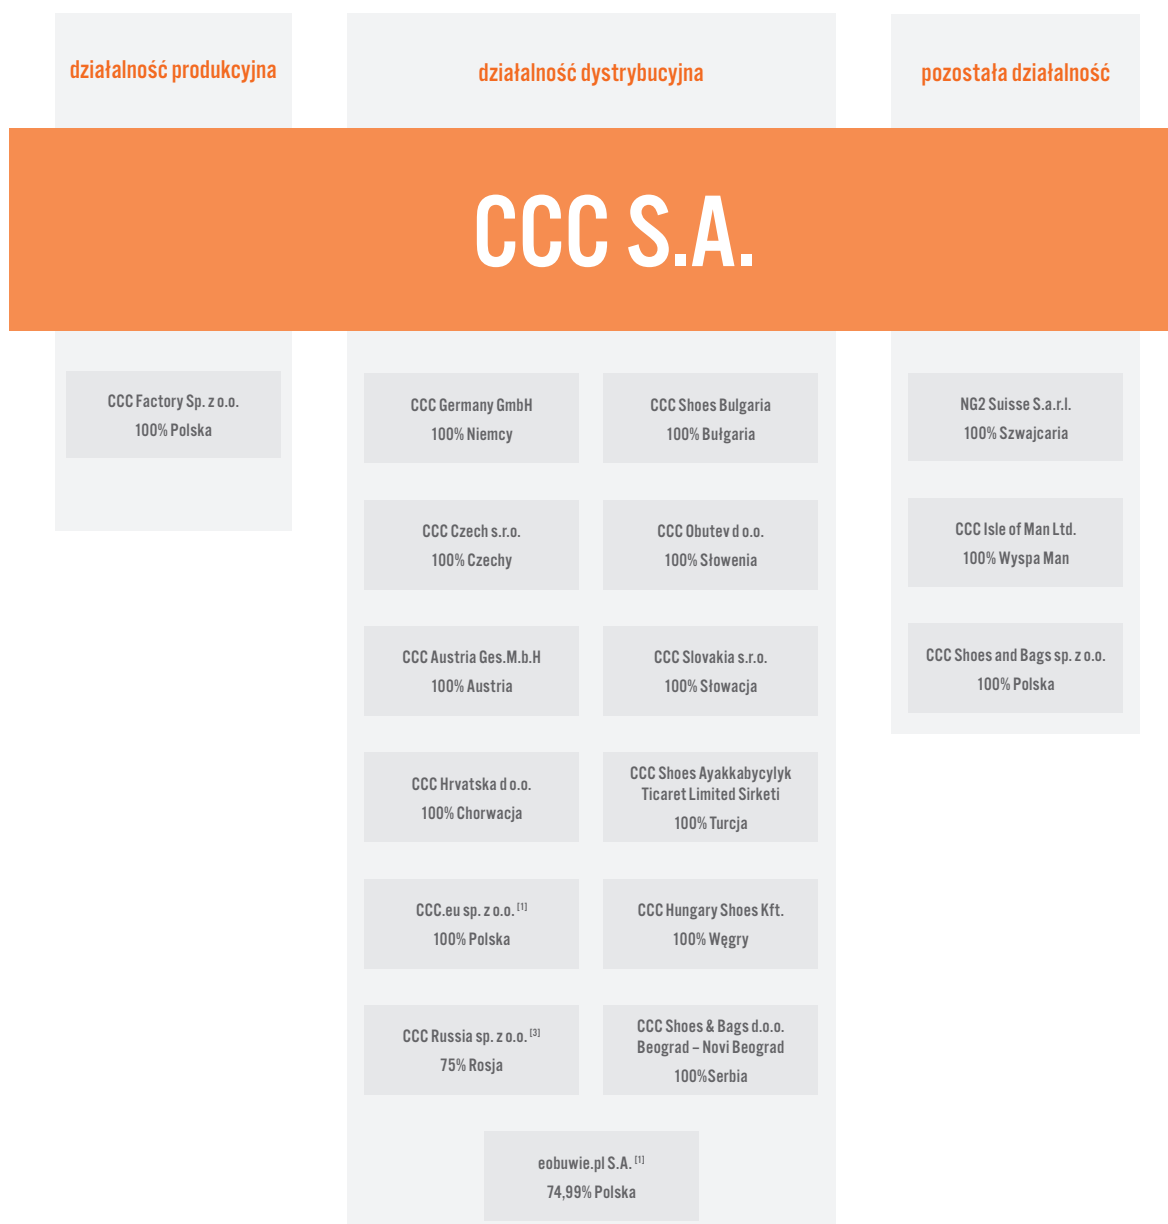 działalność produkcyjna
działalność dystrybucyjna
pozostała działalność
CCC S.A.
CCC Factory Sp. z o.o.
100% Polska
CCC Germany GmbH
100% Niemcy
CCC Shoes Bulgaria
100% Bułgaria
CCC Czech s.r.o.
100% Czechy
CCC Obutev d o.o.
100% Słowenia
CCC Austria Ges.M.b.H
100% Austria
CCC Slovakia s.r.o.
100% Słowacja
CCC Hrvatska d o.o.
100% Chorwacja
CCC Shoes Ayakkabycylyk
Ticaret Limited Sirketi
100% Turcja
CCC.eu sp. z o.o. [1]
100% Polska
CCC Hungary Shoes Kft.
100% Węgry
CCC Russia sp. z o.o. [3]
75% Rosja
CCC Shoes & Bags d.o.o.
Beograd – Novi Beograd
100%Serbia
eobuwie.pl S.A. [1]
74,99% Polska
NG2 Suisse S.a.r.l.
100% Szwajcaria
CCC Isle of Man Ltd.
100% Wyspa Man
CCC Shoes and Bags sp. z o.o.
100% Polska